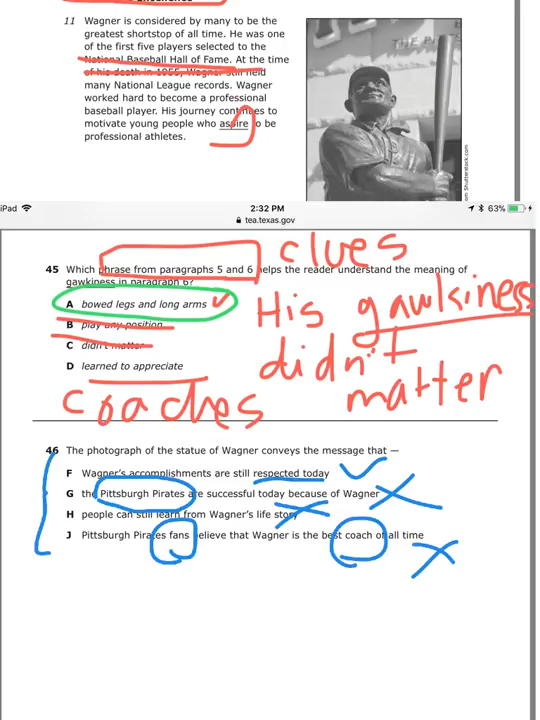 11 Wagner is considered by many to be the
greatest shortstop of all time. He was one
of the first five players selected to the
National Baseball Hall of Fame. At the time
of his death in 1955, Wagner still held
many National League records. Wagner
worked hard to become a professional
baseball player. His journey continues to
motivate young people who aspire to be
professional athletes.
iPad 2:32 PM 63%
tea.texas.gov
clues
45 Which phrase from paragraphs 5 and 6 helps the reader understand the meaning of
gawkiness in paragraph 6?
A bowed legs and long arms
B play any position
C didn't matter
D learned to appreciate
His gawkiness
didn't
matter
coaches
46 The photograph of the statue of Wagner conveys the message that —
F Wagner's accomplishments are still respected today
G the Pittsburgh Pirates are successful today because of Wagner
H people can still learn from Wagner's life story
J Pittsburgh Pirates fans believe that Wagner is the best coach of all time